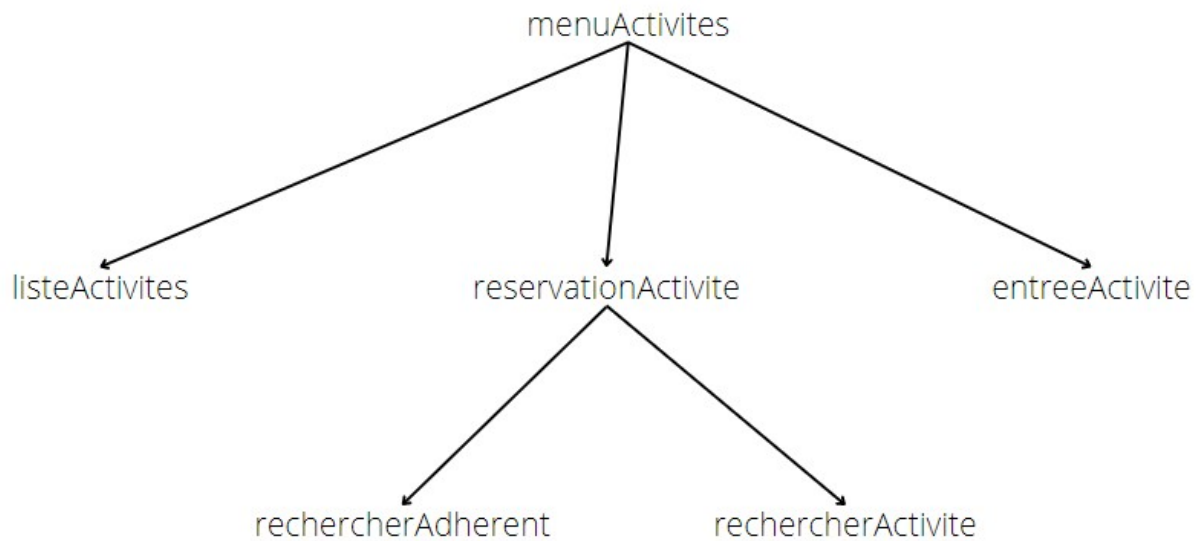 menuActivites
listeActivites
reservationActivite
entreeActivite
rechercherAdherent
rechercherActivite